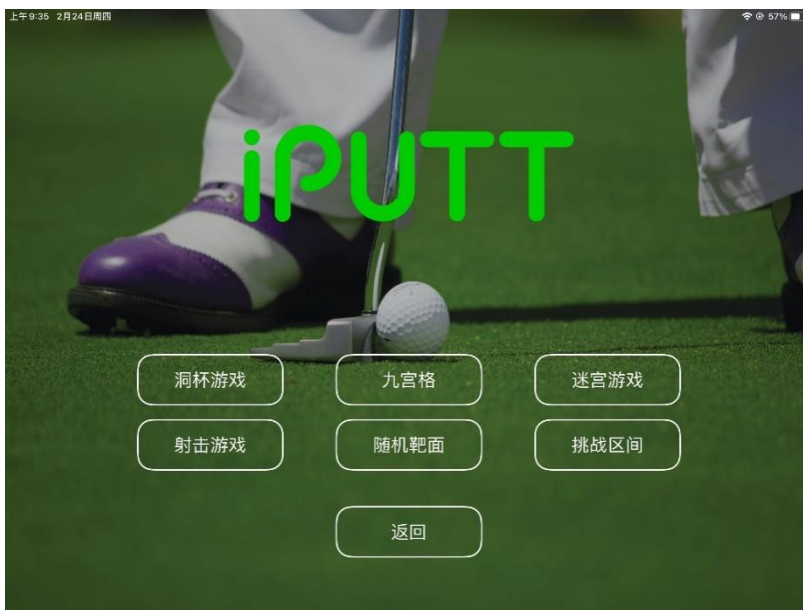 上午9:35 2月24日周四
57%
iPUTT
洞杯游戏
九宫格
迷宫游戏
射击游戏
随机靶面
挑战区间
返回